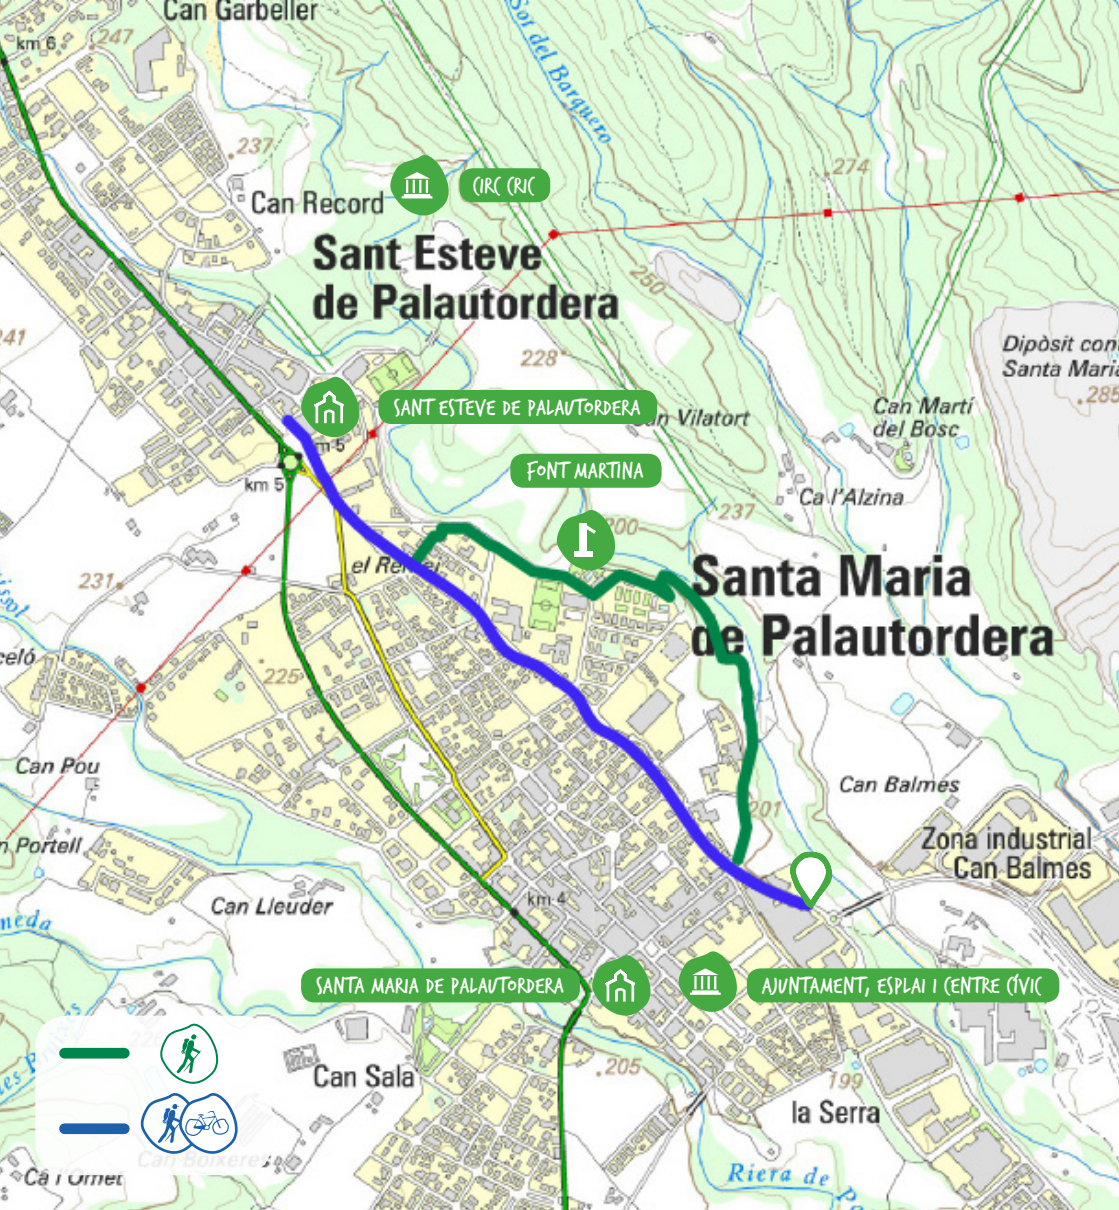 Can Garbeller
km 6
247
Sot del Barquero
237
274
Can Record
CIRC CRIC
Sant Esteve
de Palautordera
250
241
228
Dipòsit con
Santa Maria
285
SANT ESTEVE DE PALAUTORDERA
Can Martí
del Bosc
Vilatort
km 5
FONT MARTINA
Ca l'Alzina
237
200
el Re
231
Santa Maria
de Palautordera
225
Can Pou
Can Balmes
201
Portell
Zona industrial
Can Balmes
Can Lleuder
km 4
SANTA MARIA DE PALAUTORDERA
AJUNTAMENT, ESPLAI I CENTRE CÍVIC
205
Can Sala
199
la Serra
Can Boixeres
Ca l'Ornet
Riera de